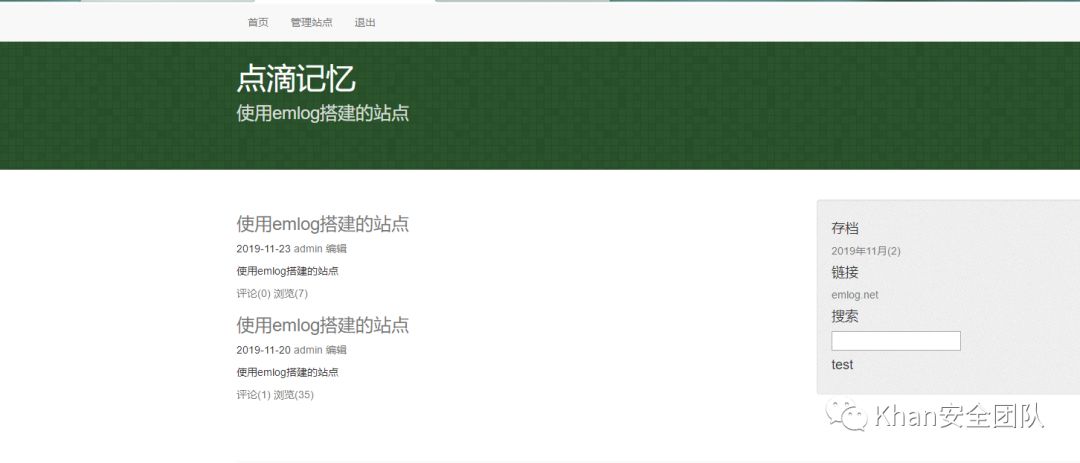 首页 管理站点 退出
点滴记忆
使用emlog搭建的站点
使用emlog搭建的站点
2019-11-23 admin 编辑
使用emlog搭建的站点
评论(0) 浏览(7)
使用emlog搭建的站点
2019-11-20 admin 编辑
使用emlog搭建的站点
评论(1) 浏览(35)
存档
2019年11月(2)
链接
emlog.net
搜索
test
Khan安全团队